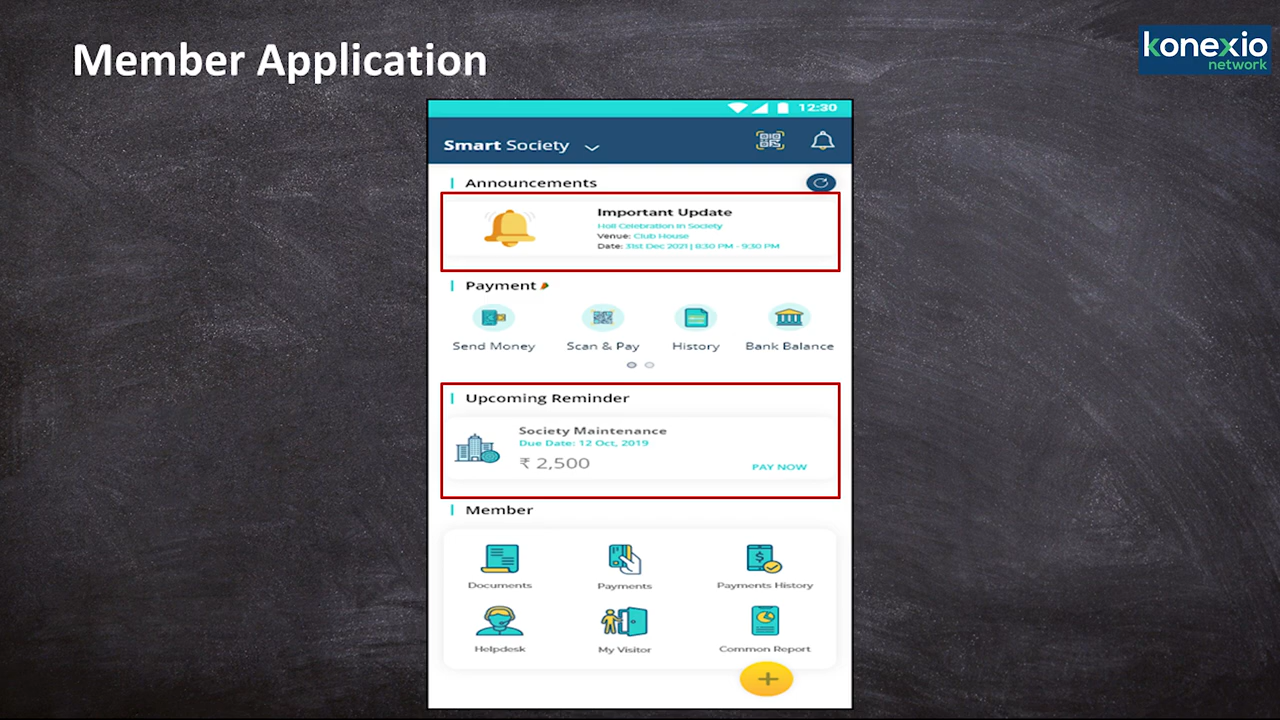 Member Application
konexio
network
12:30
Smart Society
Announcements
Important Update
Holi Celebration In Society
Venue: Club House
Date: 31st Dec 2021 | 8:30 PM - 9:30 PM
Payment
Send Money
Scan & Pay
History
Bank Balance
Upcoming Reminder
Society Maintenance
Due Date: 12 Oct, 2019
₹ 2,500
PAY NOW
Member
Documents
Payments
Payments History
Helpdesk
My Visitor
Common Report